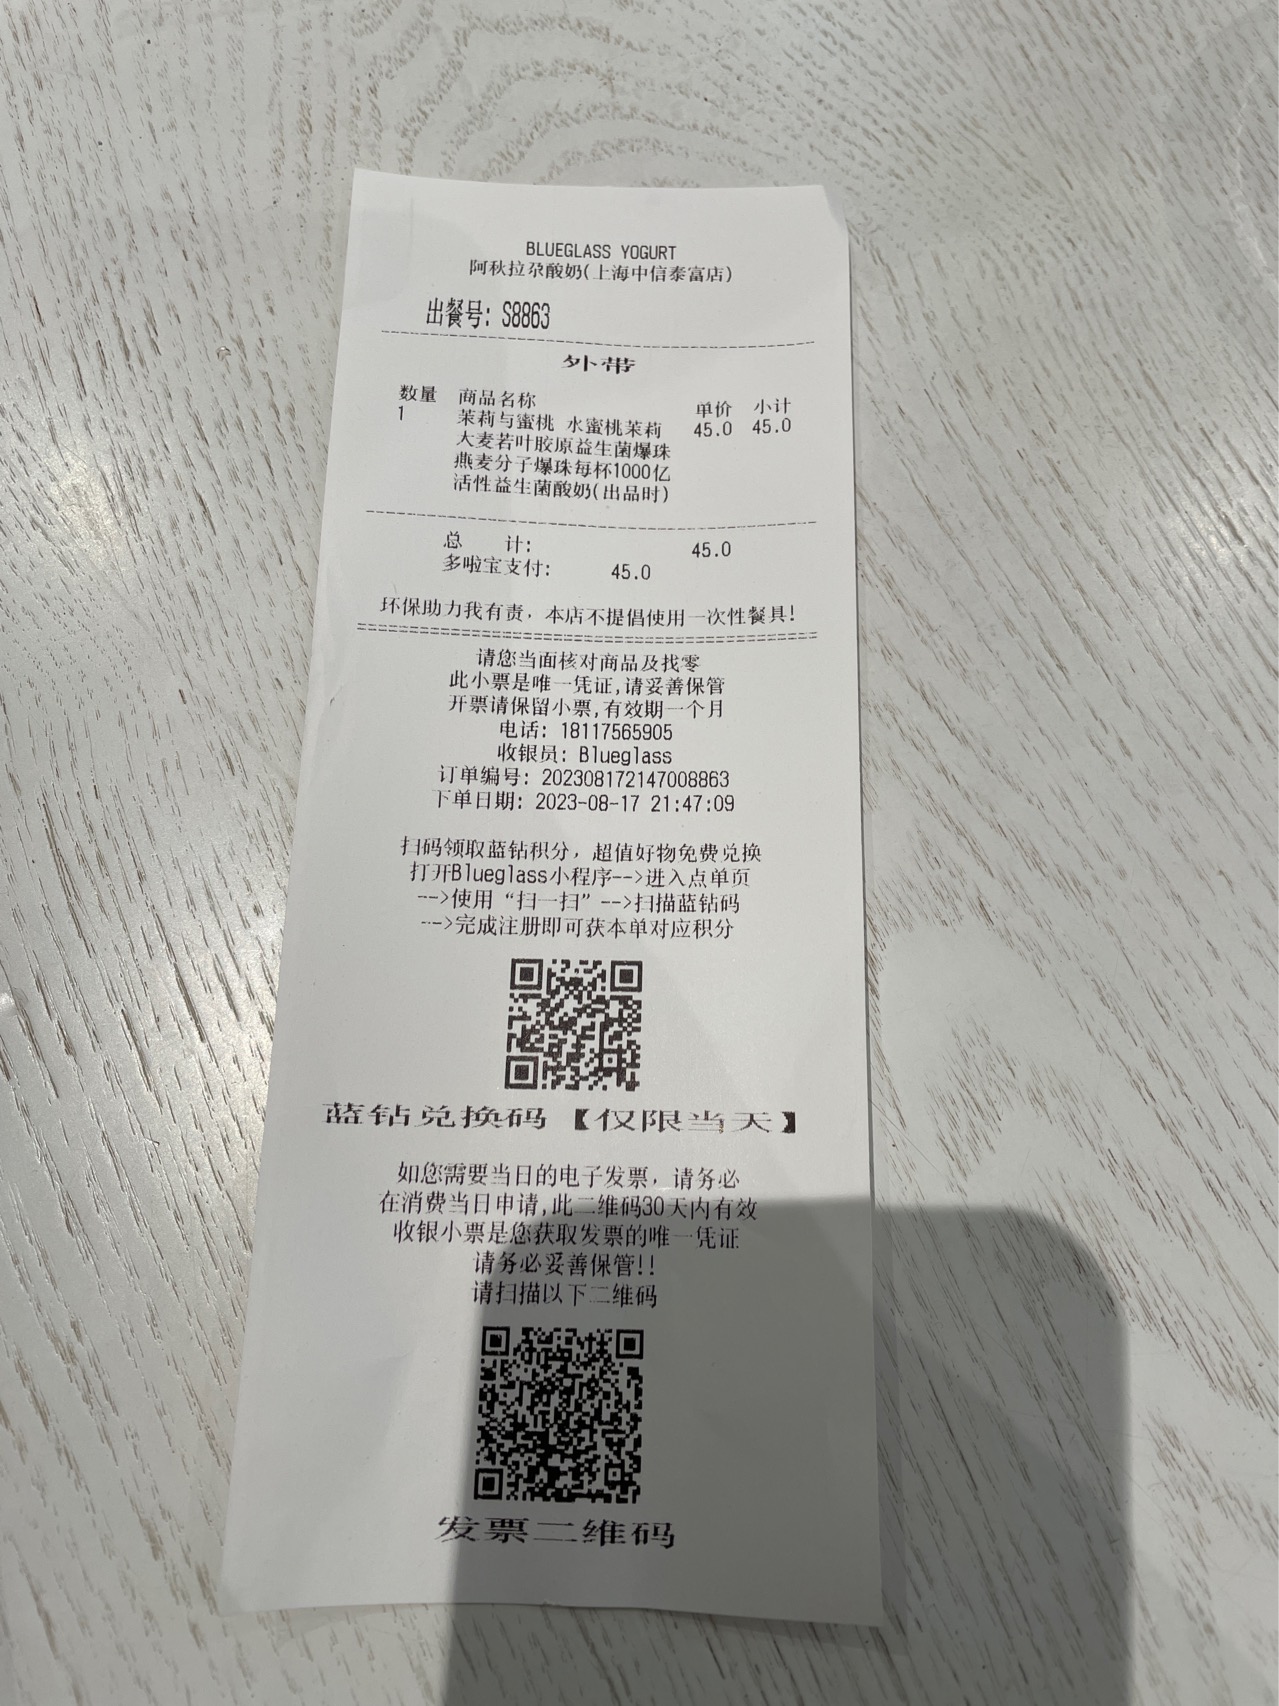 BLUEGLASS YOGURT
阿秋拉尕酸奶(上海中信泰富店)
出餐号: S8863
外带
数量 商品名称 单价 小计
1 茉莉与蜜桃 水蜜桃茉莉 45.0 45.0
大麦若叶胶原益生菌爆珠
燕麦分子爆珠每杯1000亿
活性益生菌酸奶(出品时)
总 计: 45.0
多啦宝支付: 45.0
环保助力我有责，本店不提倡使用一次性餐具!
请您当面核对商品及找零
此小票是唯一凭证,请妥善保管
开票请保留小票,有效期一个月
电话: 18117565905
收银员: Blueglass
订单编号: 202308172147008863
下单日期: 2023-08-17 21:47:09
扫码领取蓝钻积分，超值好物免费兑换
打开Blueglass小程序-->进入点单页
-->使用“扫一扫”-->扫描蓝钻码
-->完成注册即可获本单对应积分
蓝钻兑换码【仅限当天】
如您需要当日的电子发票，请务必
在消费当日申请,此二维码30天内有效
收银小票是您获取发票的唯一凭证
请务必妥善保管!!
请扫描以下二维码
发票二维码